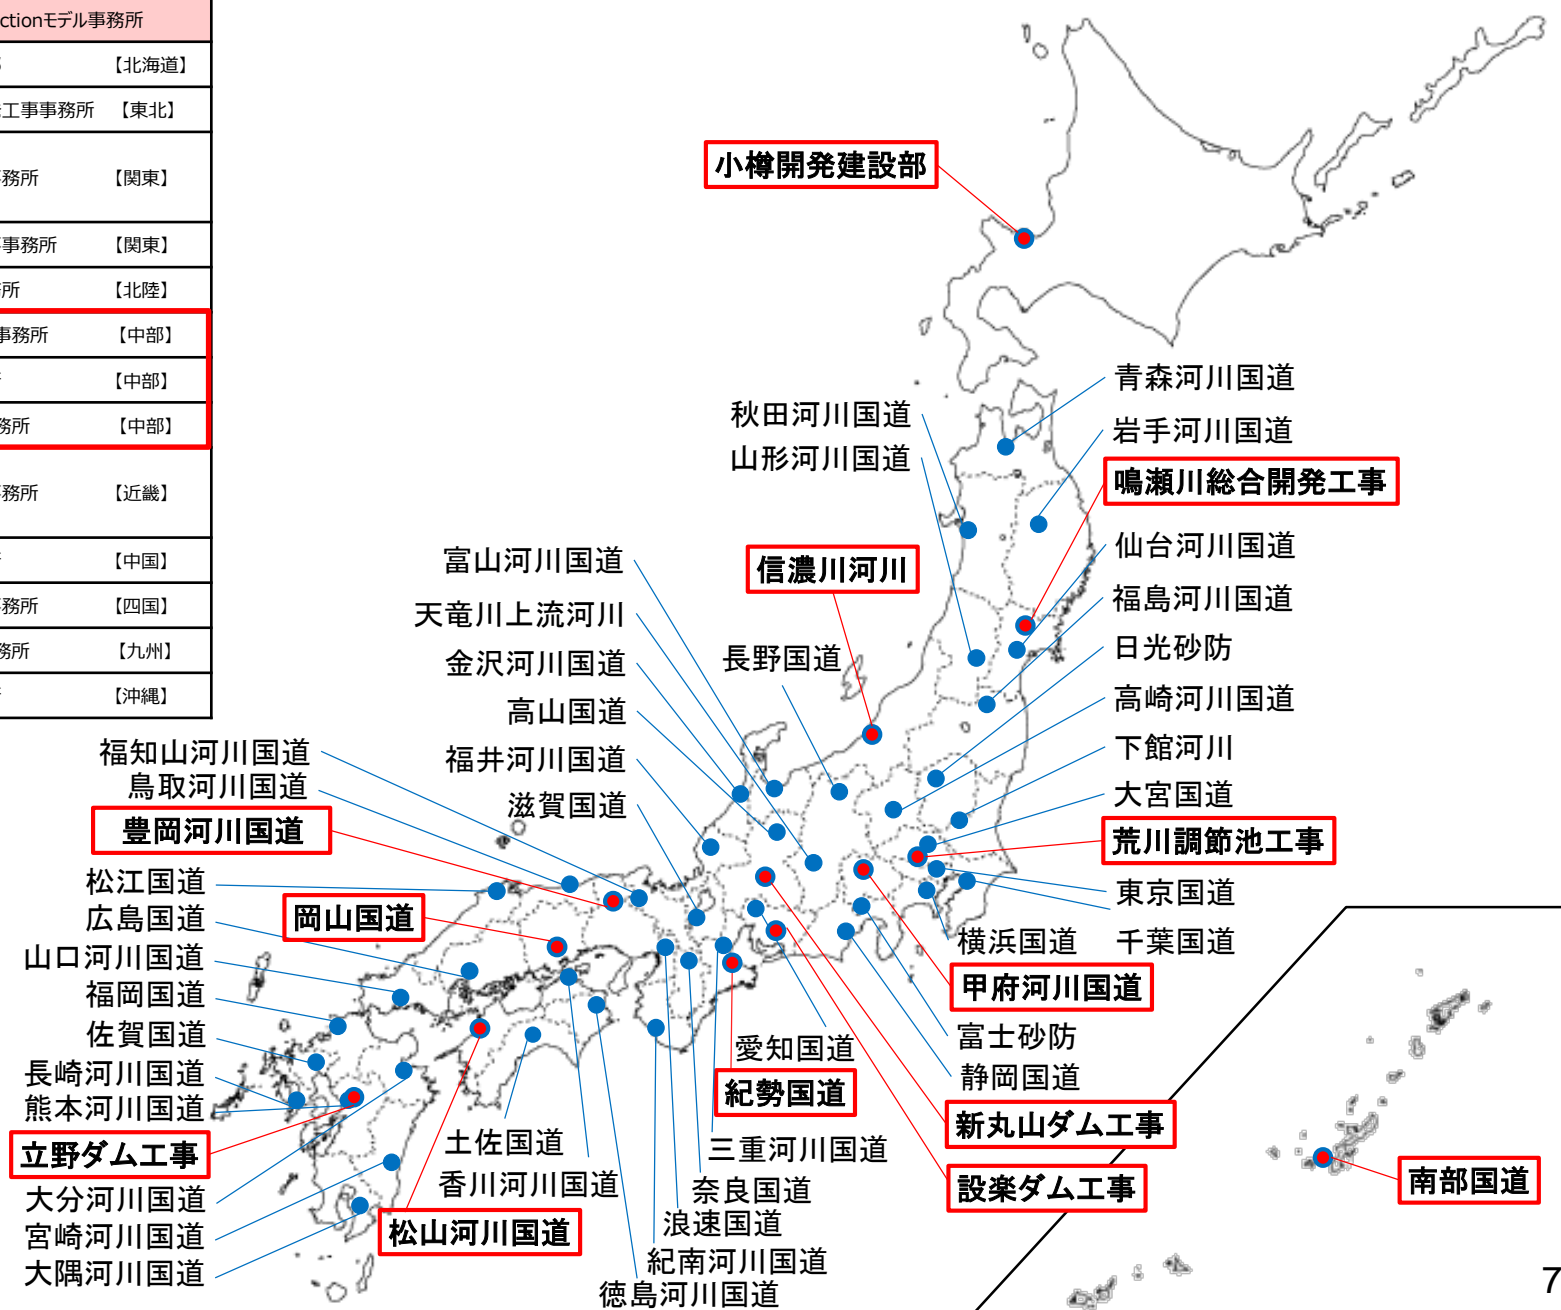 ctionモデル事務所
【北海道】
工事事務所 【東北】
務所 【関東】
事務所 【関東】
所 【北陸】
事務所 【中部】
【中部】
務所 【中部】
務所 【近畿】
【中国】
務所 【四国】
務所 【九州】
【沖縄】
小樽開発建設部
青森河川国道
秋田河川国道
岩手河川国道
山形河川国道
鳴瀬川総合開発工事
仙台河川国道
富山河川国道
信濃川河川
福島河川国道
天竜川上流河川
日光砂防
金沢河川国道
長野国道
高崎河川国道
高山国道
下館河川
福知山河川国道
福井河川国道
鳥取河川国道
大宮国道
滋賀国道
豊岡河川国道
荒川調節池工事
松江国道
東京国道
広島国道
岡山国道
横浜国道
千葉国道
山口河川国道
甲府河川国道
福岡国道
佐賀国道
富士砂防
愛知国道
長崎河川国道
静岡国道
紀勢国道
熊本河川国道
新丸山ダム工事
立野ダム工事
土佐国道
三重河川国道
香川河川国道
奈良国道
設楽ダム工事
南部国道
大分河川国道
浪速国道
宮崎河川国道
松山河川国道
紀南河川国道
大隅河川国道
徳島河川国道
7